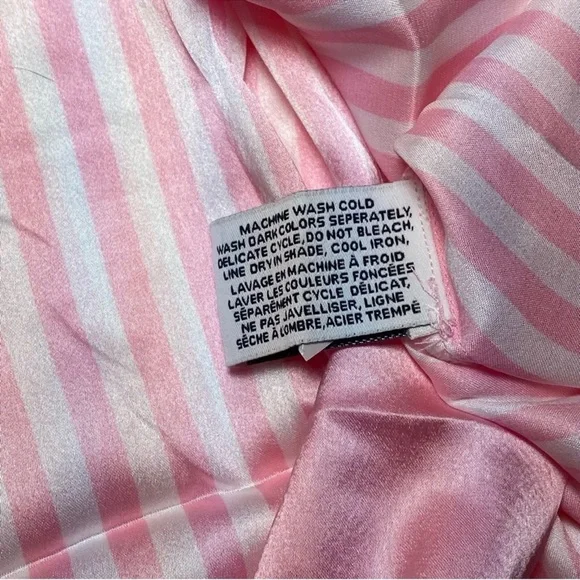 MACHINE WASH COLD
WASH DARK COLORS SEPERATELY,
DELICATE CYCLE, DO NOT BLEACH,
LINE DRY IN SHADE, COOL IRON,
LAVAGE EN MACHINE À FROID
LAVER LES COULEURS FONCÉES
SÉPARÉMENT CYCLE DÉLICAT,
NE PAS JAVELLISER, LIGNE
SÈCHE À LOMBRE, ACIER TREMPÉ